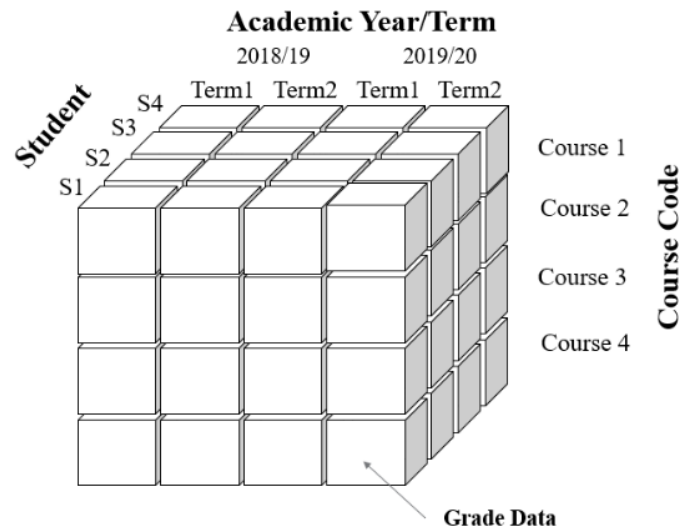 Academic Year/Term
2018/19 2019/20
Term1 Term2 Term1 Term2
Student
S4
S3
S2
S1
Course 1
Course 2
Course 3
Course 4
Course Code
Grade Data